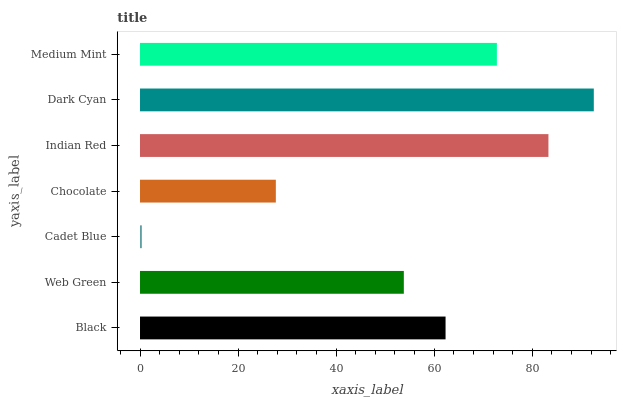 title
Medium Mint
Dark Cyan
Indian Red
Chocolate
Cadet Blue
Web Green
Black
yaxis_label
0 20 40 60 80
xaxis_label